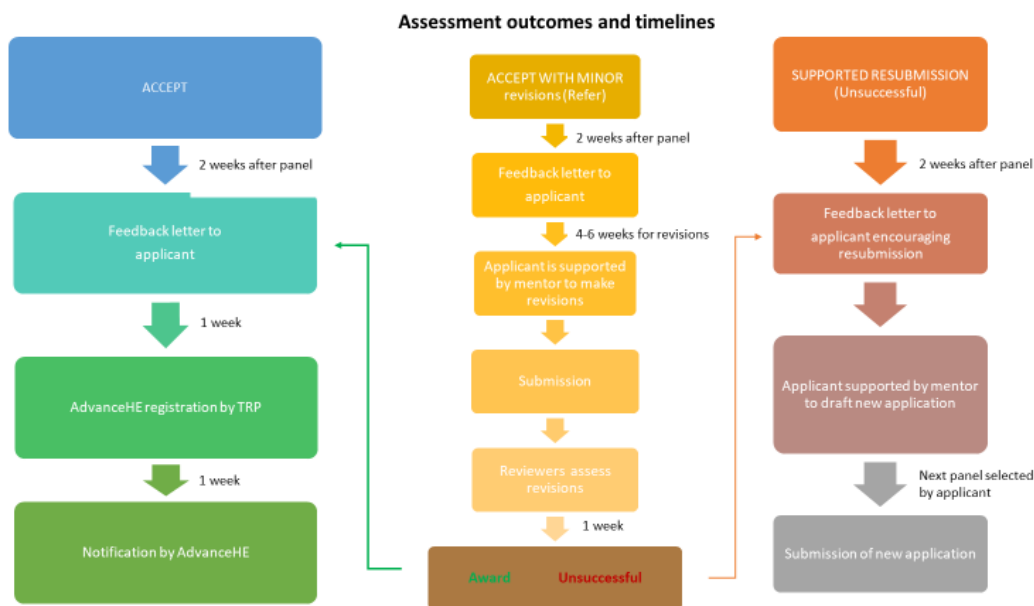 Assessment outcomes and timelines
ACCEPT
2 weeks after panel
Feedback letter to
applicant
1 week
AdvanceHE registration by TRP
1 week
Notification by AdvanceHE
ACCEPT WITH MINOR
revisions (Refer)
2 weeks after panel
Feedback letter to
applicant
4-6 weeks for revisions
Applicant is supported
by mentor to make
revisions
Submission
Reviewers assess
revisions
1 week
Award Unsuccessful
SUPPORTED RESUBMISSION
(Unsuccessful)
2 weeks after panel
Feedback letter to
applicant encouraging
resubmission
Applicant supported by mentor
to draft new application
Next panel selected
by applicant
Submission of new application